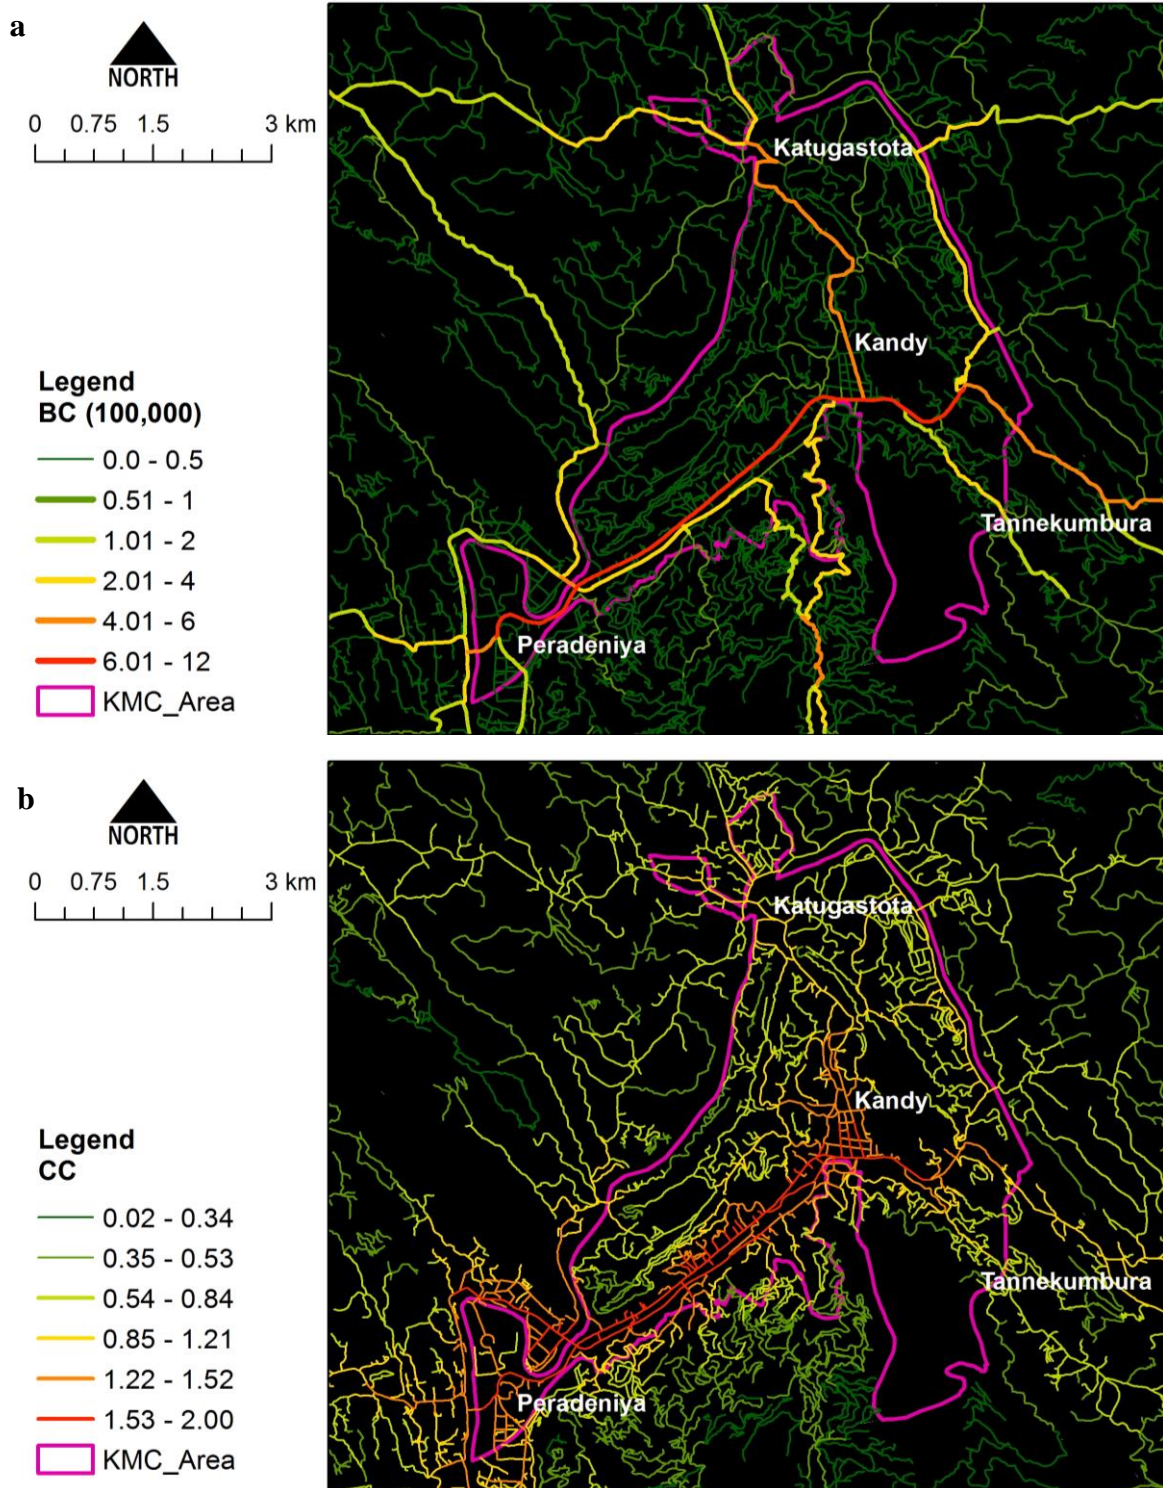 a
NORTH
0 0.75 1.5 3 km
Katugastota
Kandy
Tannekumbura
Peradeniya
Legend
BC (100,000)
0.0 - 0.5
0.51 - 1
1.01 - 2
2.01 - 4
4.01 - 6
6.01 - 12
KMC_Area
b
NORTH
0 0.75 1.5 3 km
Katugastota
Kandy
Tannekumbura
Peradeniya
Legend
CC
0.02 - 0.34
0.35 - 0.53
0.54 - 0.84
0.85 - 1.21
1.22 - 1.52
1.53 - 2.00
KMC_Area